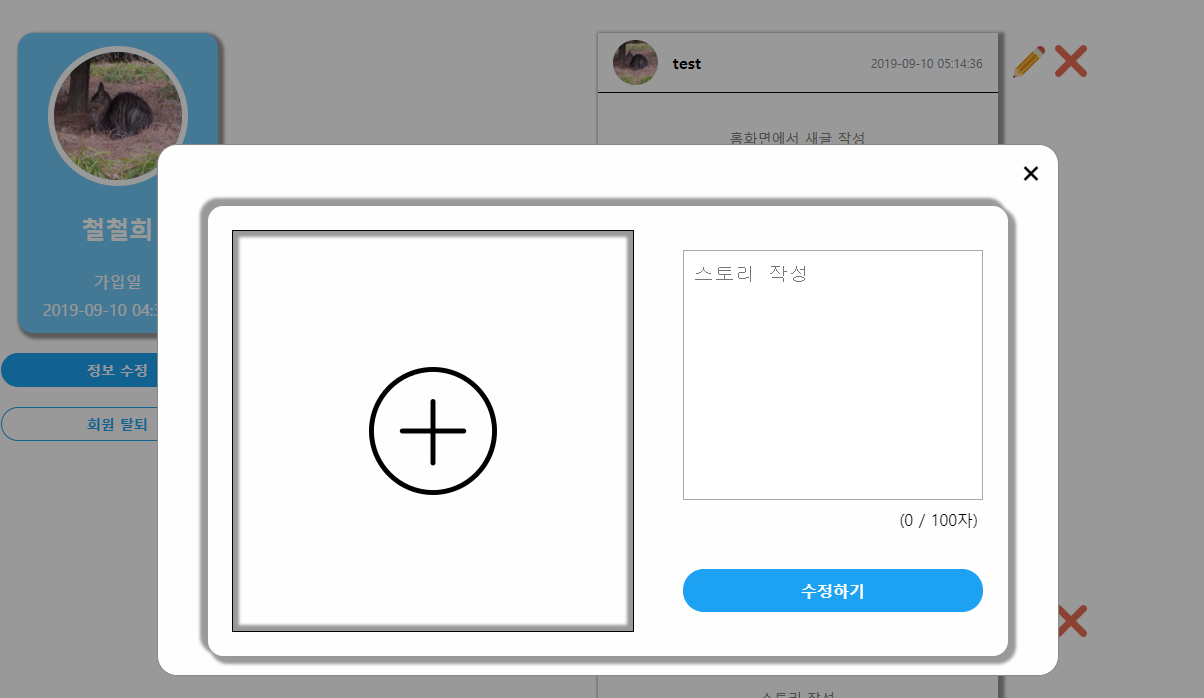 test
2019-09-10 05:14:36
홈화면에서 새글 작성
철철희
가입일
2019-09-10 04:
정보 수정
회원 탈퇴
스토리 작성
(0 / 100자)
수정하기
스토리 작성